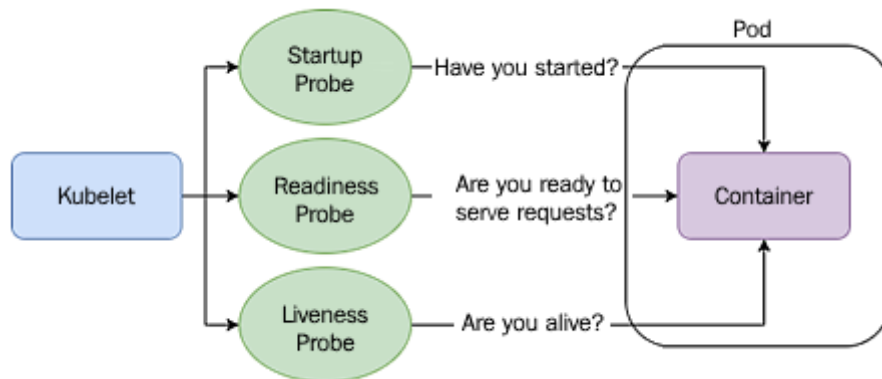 Pod
Startup
Probe
Have you started?
Kubelet
Readiness
Probe
Are you ready to
serve requests?
Container
Liveness
Probe
Are you alive?